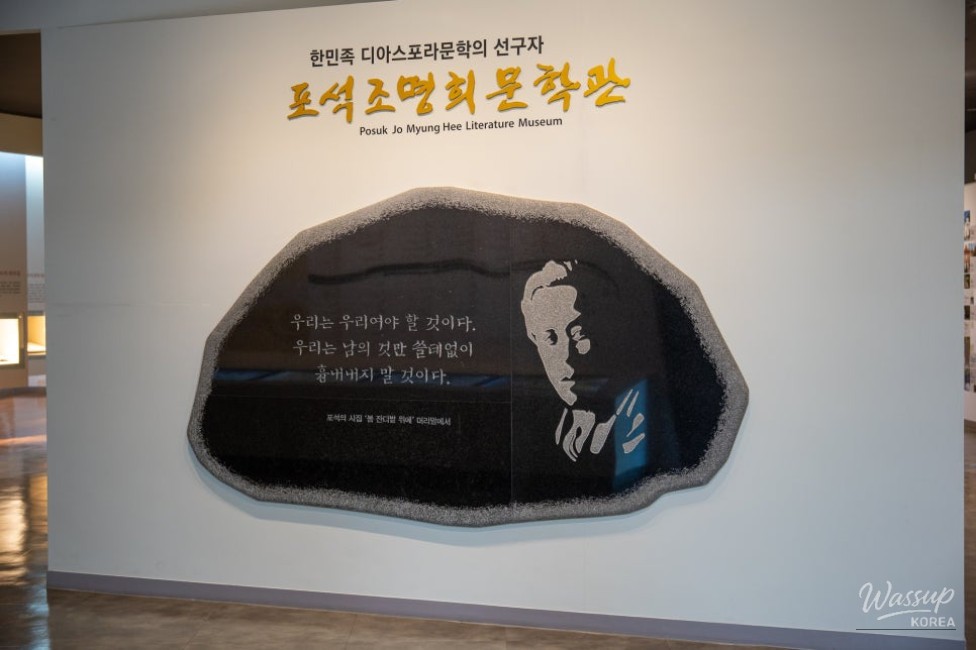 한민족 디아스포라문학의 선구자
포석 조명희 문학관
Posuk Jo Myung Hee Literature Museum
우리는 우리여야 할 것이다.
우리는 남의 것만 쓸데없이
흉내내지 말 것이다.
포석의 시집 '봄 잔디밭 위에' 머리말에서
Wassup
KOREA